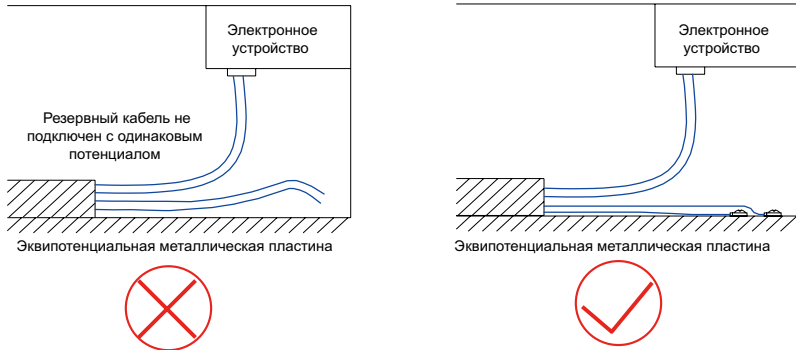 Электронное
устройство
Резервный кабель не
подключен с одинаковым
потенциалом
Эквипотенциальная металлическая пластина
Электронное
устройство
Эквипотенциальная металлическая пластина